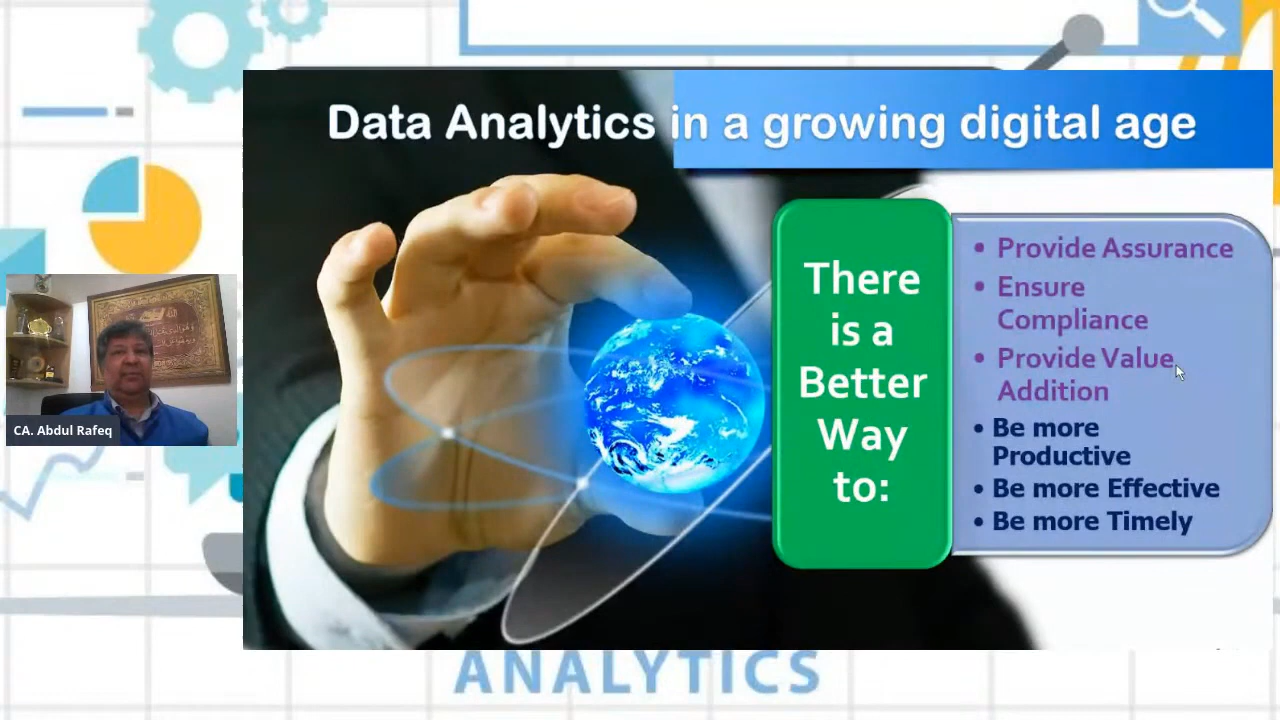 Data Analytics in a growing digital age
There
is a
Better
Way
to:
• Provide Assurance
• Ensure
Compliance
• Provide Value
Addition
• Be more
Productive
• Be more Effective
• Be more Timely
CA. Abdul Rafeq
ANALYTICS